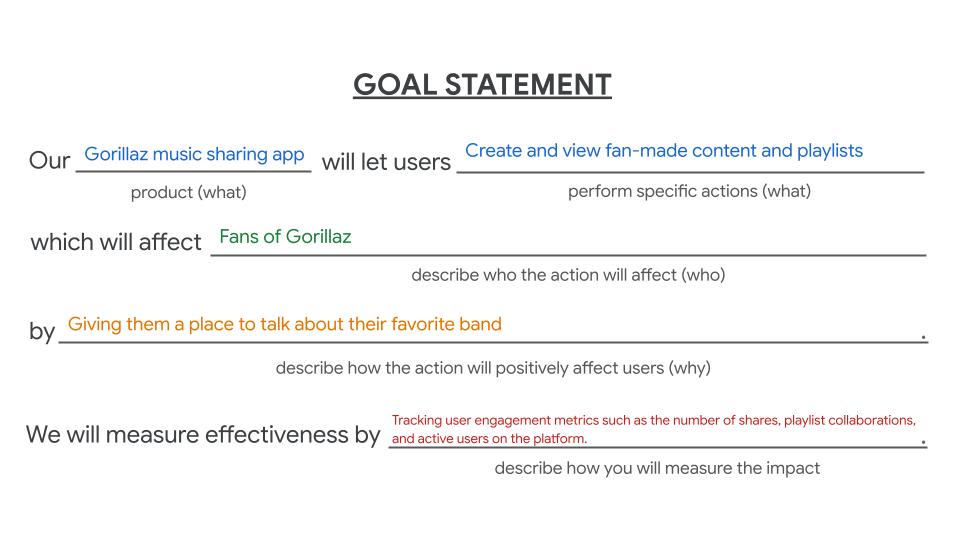 GOAL STATEMENT
Our Gorillaz music sharing app will let users Create and view fan-made content and playlists
product (what) perform specific actions (what)
which will affect Fans of Gorillaz
describe who the action will affect (who)
by Giving them a place to talk about their favorite band .
describe how the action will positively affect users (why)
We will measure effectiveness by Tracking user engagement metrics such as the number of shares, playlist collaborations,
and active users on the platform. .
describe how you will measure the impact